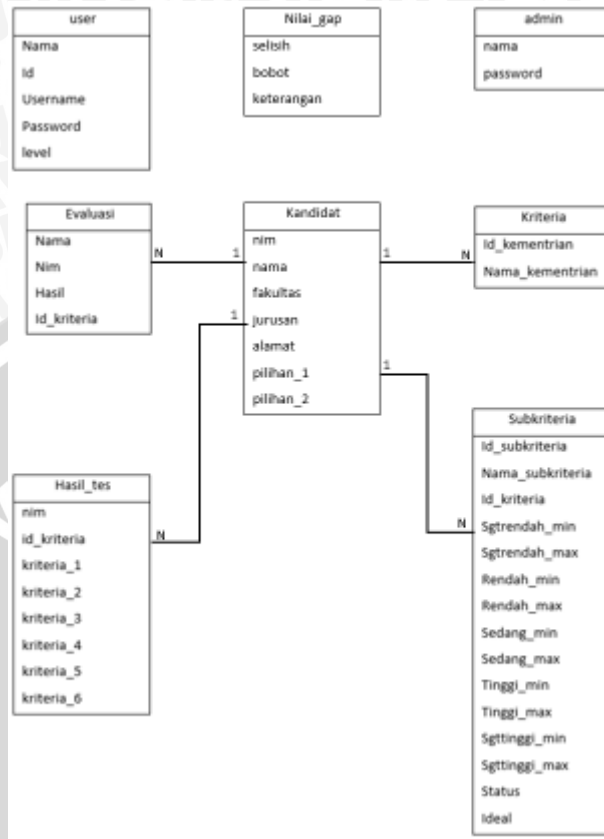 user
Nama
Id
Username
Password
level
Nilai_gap
selisih
bobot
keterangan
admin
nama
password
Evaluasi
Nama
Nim
Hasil
Id_kriteria
N
1
Kandidat
nim
nama
fakultas
jurusan
alamat
pilihan_1
pilihan_2
1
N
1
1
Kriteria
Id_kementrian
Nama_kementrian
Hasil_tes
nim
id_kriteria
kriteria_1
kriteria_2
kriteria_3
kriteria_4
kriteria_5
kriteria_6
N
N
Subkriteria
Id_subkriteria
Nama_subkriteria
Id_kriteria
Sgtrendah_min
Sgtrendah_max
Rendah_min
Rendah_max
Sedang_min
Sedang_max
Tinggi_min
Tinggi_max
Sgttinggi_min
Sgttinggi_max
Status
Ideal